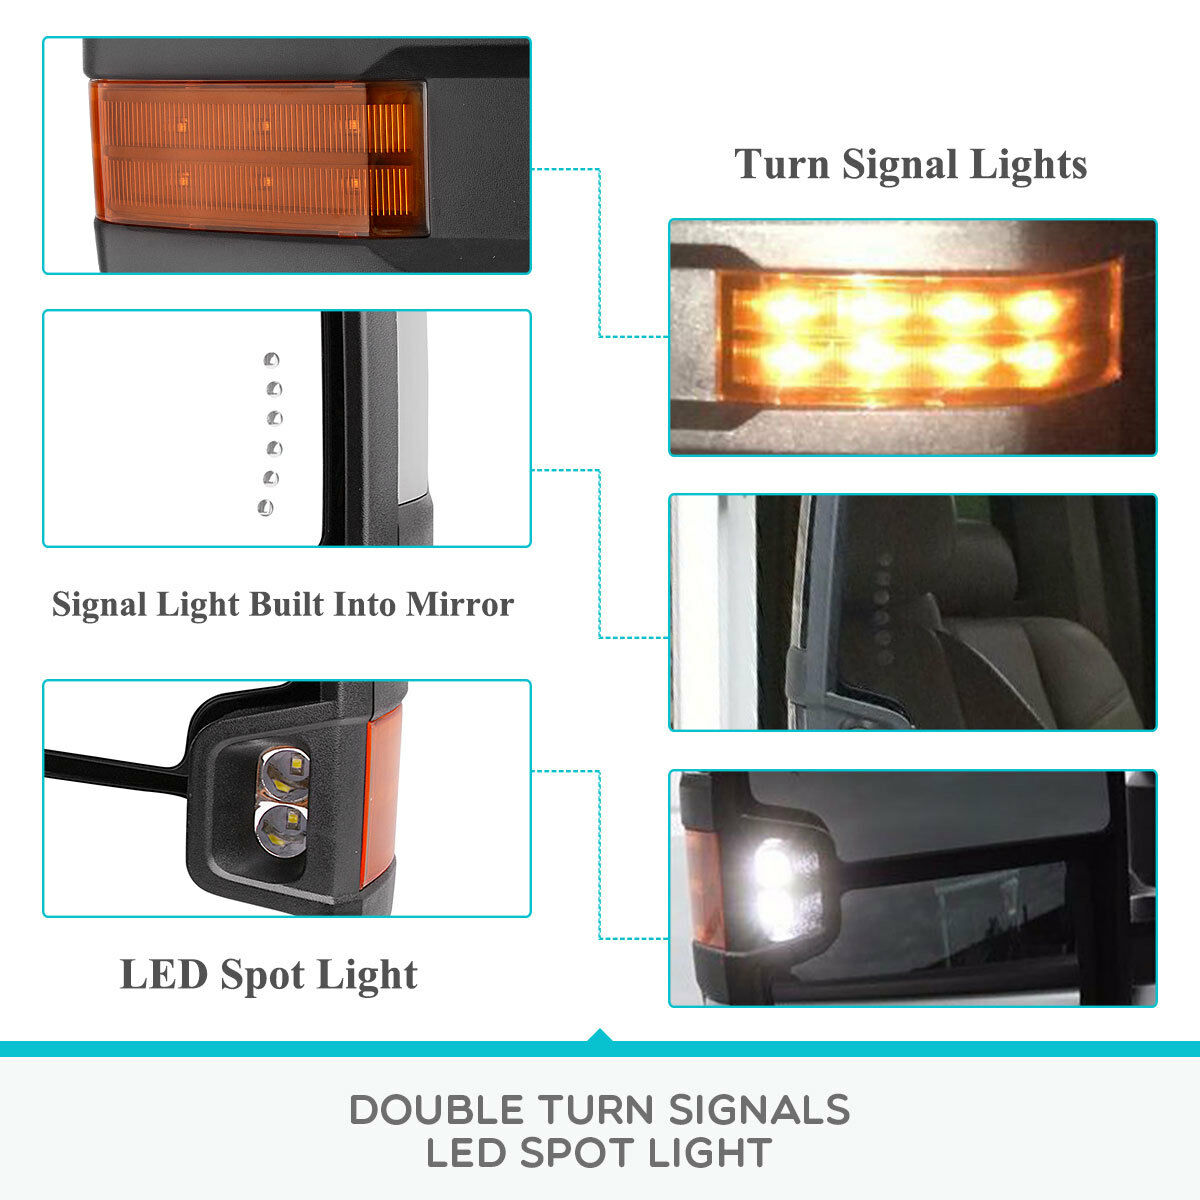 Turn Signal Lights
Signal Light Built Into Mirror
LED Spot Light
DOUBLE TURN SIGNALS
LED SPOT LIGHT